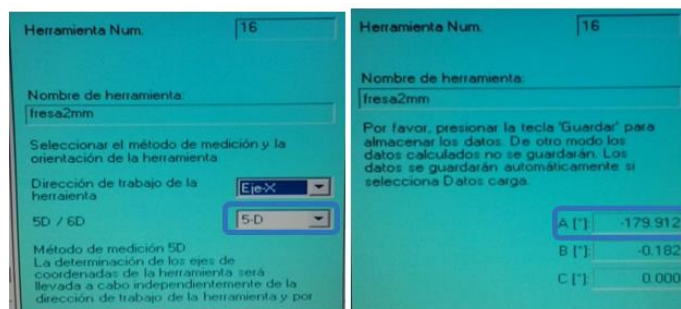 Herramienta Num. 16
Nombre de herramienta:
fresa2mm
Seleccionar el método de medición y la
orientación de la herramienta
Dirección de trabajo de la
herraienta Eje-X
5D / 6D 5-D
Método de medición 5D
La determinación de los ejes de
coordenadas de la herramienta será
llevada a cabo independientemente de la
dirección de trabajo de la herramienta y por
Herramienta Num. 16
Nombre de herramienta:
fresa2mm
Por favor, presionar la tecla 'Guardar' para
almacenar los datos. De otro modo los
datos calculados no se guardarán. Los
datos se guardarán automáticamente si
selecciona Datos carga.
A [°]: -179.912
B [°]: -0.182
C [°]: 0.000